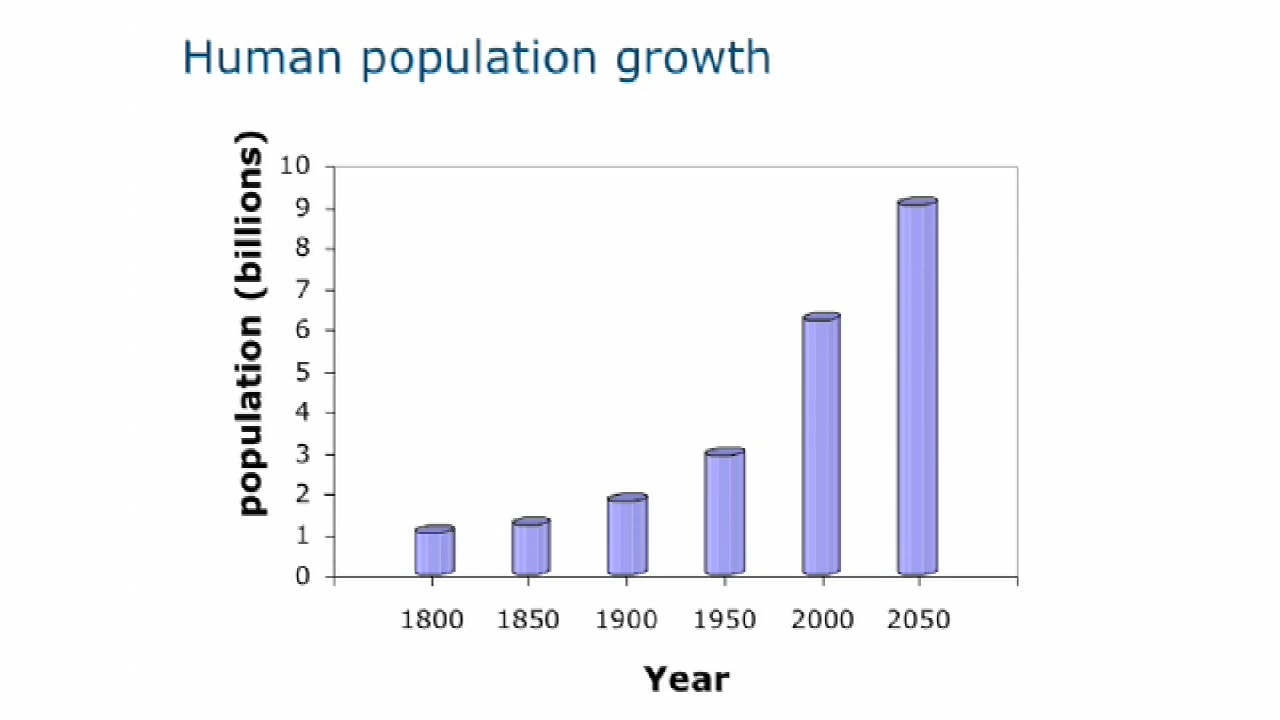 Human population growth
population (billions)
10
9
8
7
6
5
4
3
2
1
0
1800 1850 1900 1950 2000 2050
Year